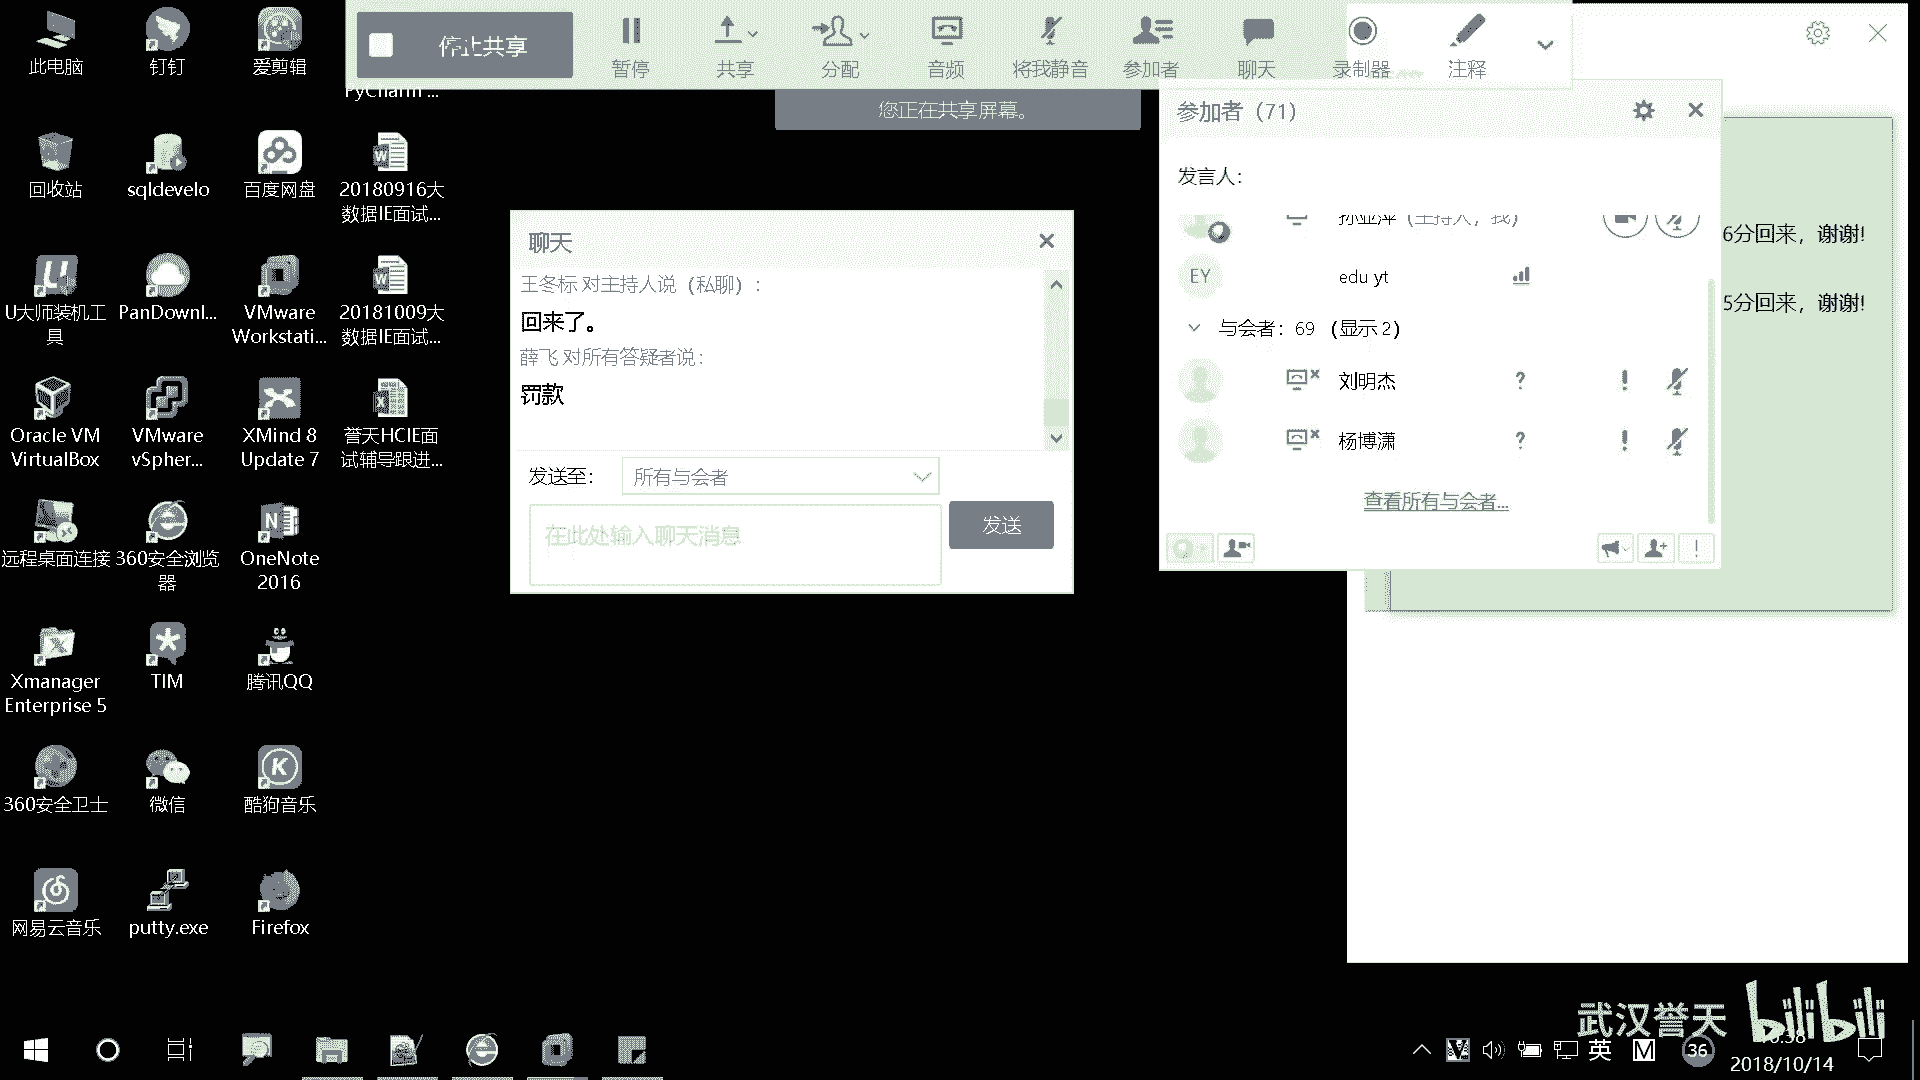 停止共享
暂停
共享
分配
音频
将我静音
参加者
聊天
录制器
注释
您正在共享屏幕。
此电脑
钉钉
爱剪辑
PyCharm ...
回收站
sqldevelo
百度网盘
20180916大
数据IE面试...
U大师装机工
具
PanDownl...
VMware
Workstati...
20181009大
数据IE面试...
Oracle VM
VirtualBox
VMware
vSpher...
XMind 8
Update 7
誉天HCIE面
试辅导跟进...
远程桌面连接
360安全浏览
器
OneNote
2016
Xmanager
Enterprise 5
TIM
腾讯QQ
360安全卫士
微信
酷狗音乐
网易云音乐
putty.exe
Firefox
聊天
王冬标 对主持人说（私聊）:
回来了。
薛飞 对所有答疑者说:
罚款
发送至:
所有与会者
在此处输入聊天消息
发送
参加者（71）
发言人:
孙亚萍（主持人，我）
EY
edu yt
与会者: 69 （显示 2）
刘明杰
杨博潇
查看所有与会者...
6分回来，谢谢!
5分回来，谢谢!
武汉誉天
bilibili
英
36
2018/10/14